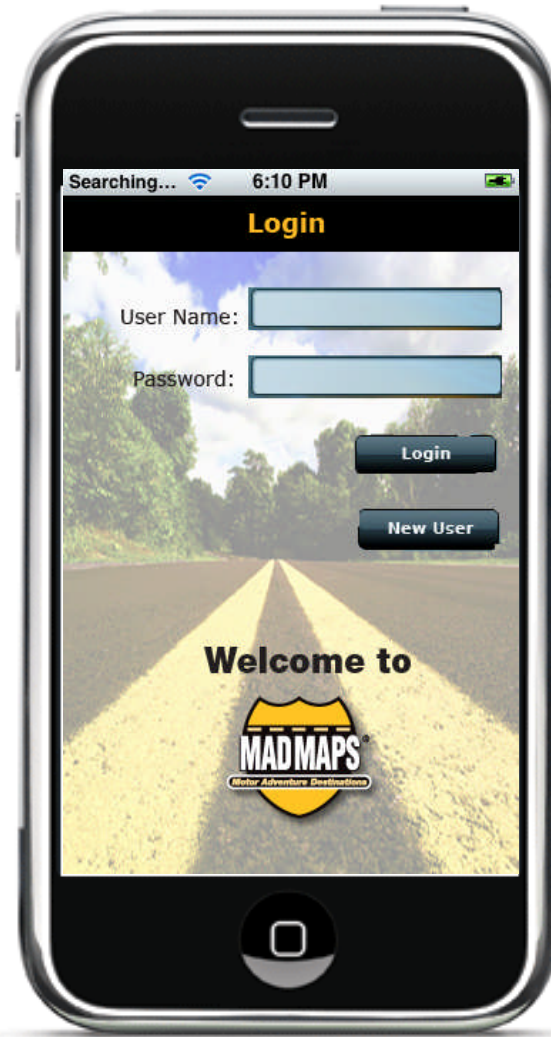 Searching... 6:10 PM
Login
User Name:
Password:
Login
New User
Welcome to
MAD MAPS®
Motor Adventure Destinations